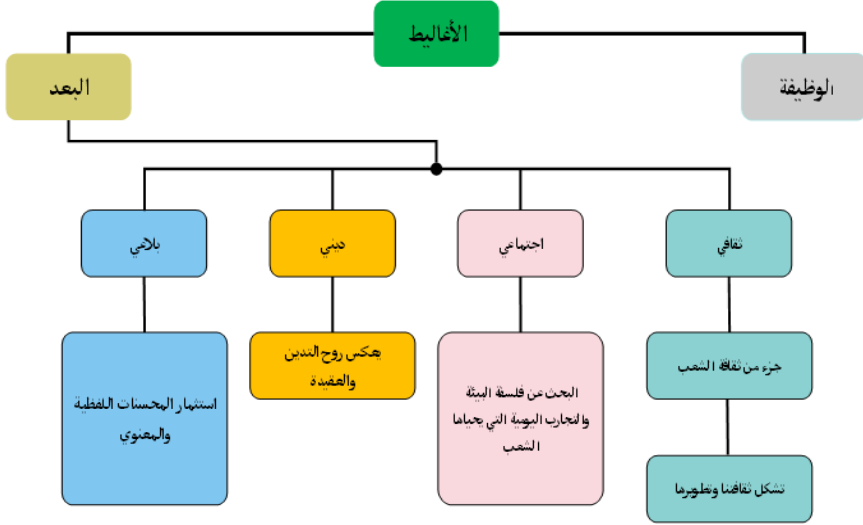 الأغاليط
الوظيفة
البعد
ثقافي
اجتماعي
ديني
بلاغي
جزء من ثقافة الشعب
تشكل ثقافتنا وتطويرها
البحث عن فلسفة البيئة
والتجارب اليومية التي يحياها
الشعب
يعكس روح التدين
والعقيدة
استثمار المحسنات اللفظية
والمعنوي